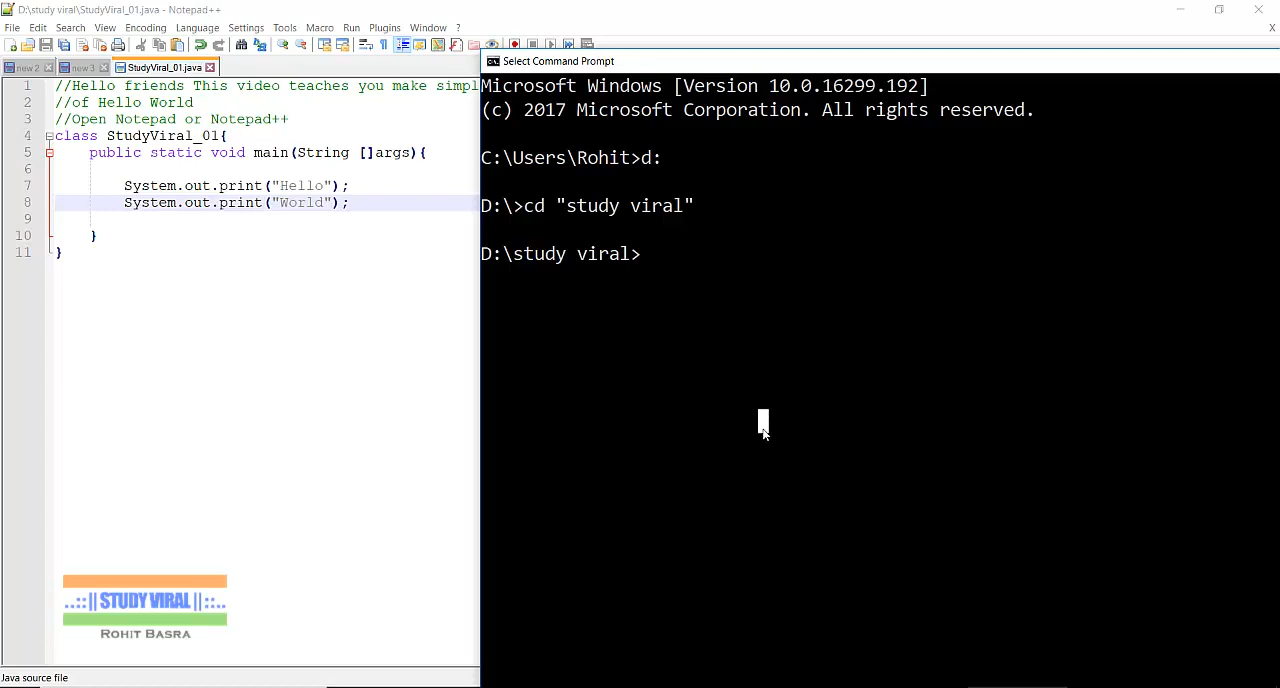 D:\study viral\StudyViral_01.java - Notepad++
File Edit Search View Encoding Language Settings Tools Macro Run Plugins Window ? X
new 2 new 3 StudyViral_01.java
1 //Hello friends This video teaches you make simpl
2 //of Hello World
3 //Open Notepad or Notepad++
4 class StudyViral_01{
5 public static void main(String []args){
6
7 System.out.print("Hello");
8 System.out.print("World");
9
10 }
11 }
..::|| STUDY VIRAL ||::..
ROHIT BASRA
Java source file
Select Command Prompt
Microsoft Windows [Version 10.0.16299.192]
(c) 2017 Microsoft Corporation. All rights reserved.
C:\Users\Rohit>d:
D:\>cd "study viral"
D:\study viral>